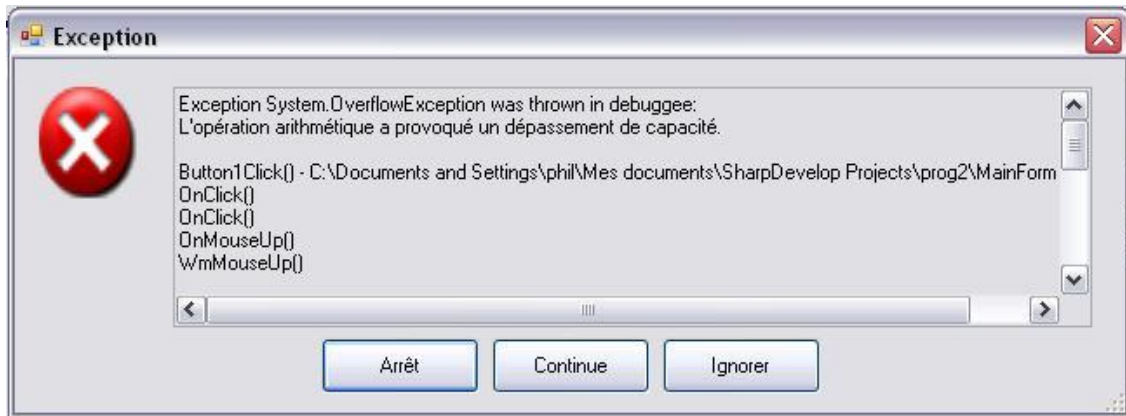 Exception
Exception System.OverflowException was thrown in debuggee:
L'opération arithmétique a provoqué un dépassement de capacité.
Button1Click() - C:\Documents and Settings\phil\Mes documents\SharpDevelop Projects\prog2\MainForm
OnClick()
OnClick()
OnMouseUp()
WmMouseUp()
Arrêt
Continue
Ignorer